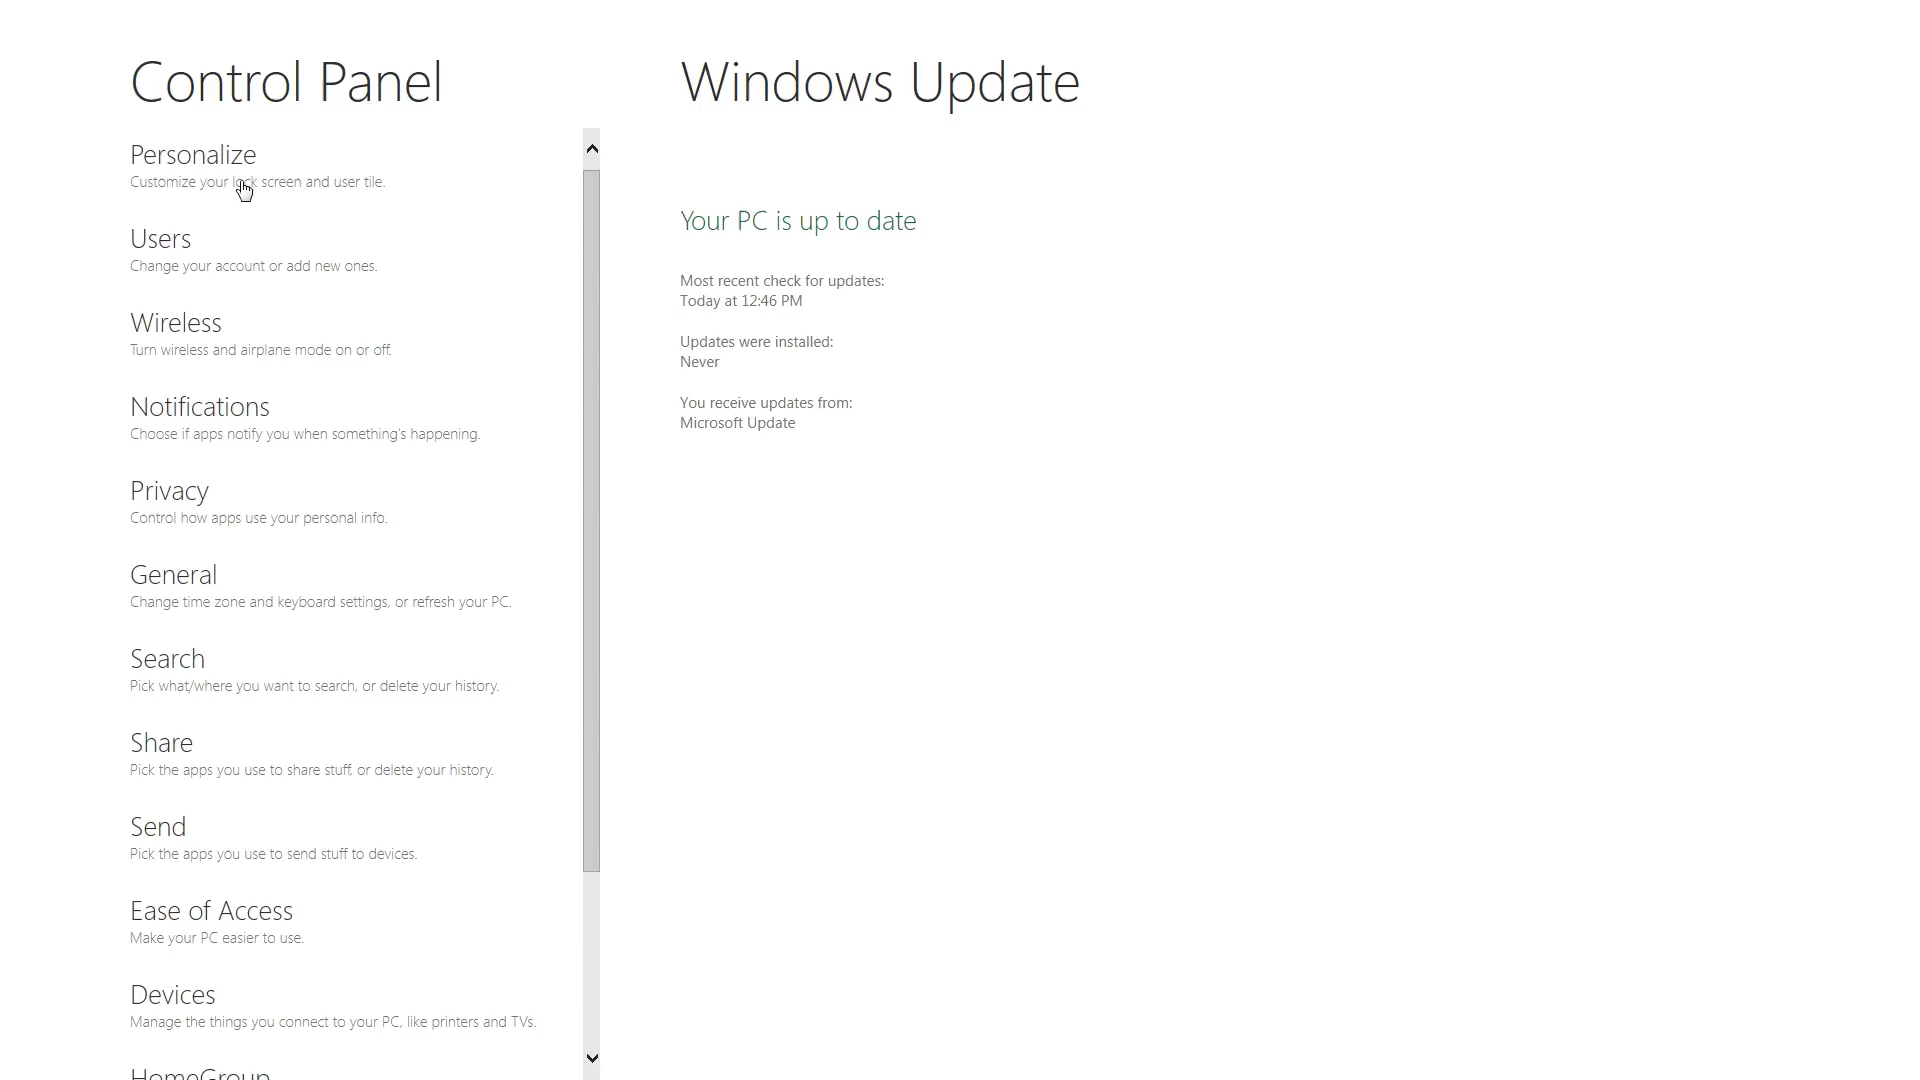 Control Panel
Personalize
Customize your lock screen and user tile.
Users
Change your account or add new ones.
Wireless
Turn wireless and airplane mode on or off.
Notifications
Choose if apps notify you when something's happening.
Privacy
Control how apps use your personal info.
General
Change time zone and keyboard settings, or refresh your PC.
Search
Pick what/where you want to search, or delete your history.
Share
Pick the apps you use to share stuff, or delete your history.
Send
Pick the apps you use to send stuff to devices.
Ease of Access
Make your PC easier to use.
Devices
Manage the things you connect to your PC, like printers and TVs.
HomeGroup
Windows Update
Your PC is up to date
Most recent check for updates:
Today at 12:46 PM
Updates were installed:
Never
You receive updates from:
Microsoft Update